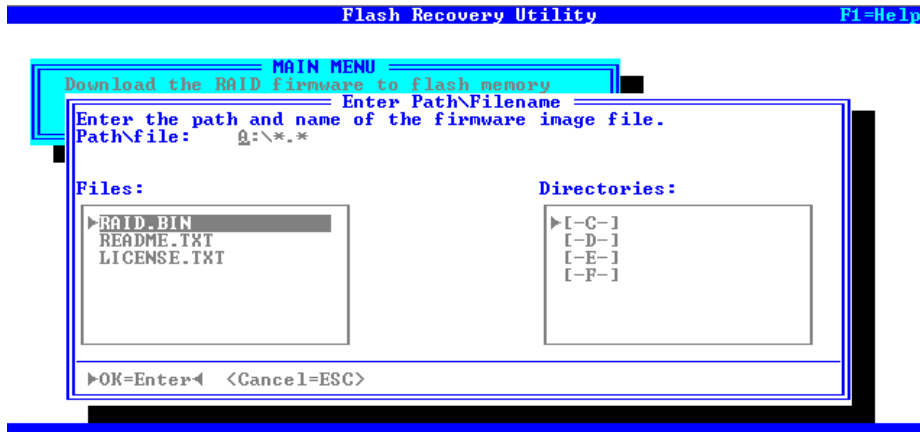 Flash Recovery Utility F1=Help
MAIN MENU
Download the RAID firmware to flash memory
Enter Path\Filename
Enter the path and name of the firmware image file.
Path\file: A:\*.*
Files: Directories:
RAID.BIN [-C-]
README.TXT [-D-]
LICENSE.TXT [-E-]
[-F-]
OK=Enter <Cancel=ESC>